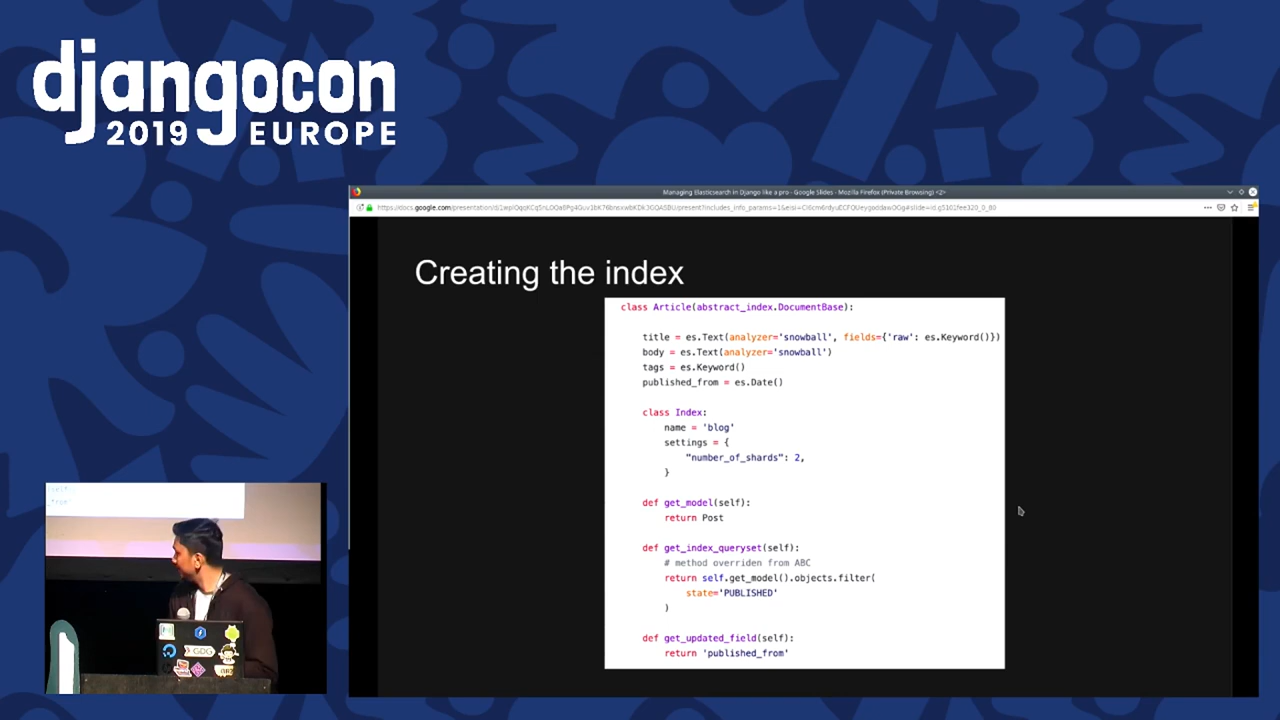 djangocon
2019 EUROPE
Managing Elasticsearch in Django like a pro - Google Slides - Mozilla Firefox (Private Browsing) <2>
Creating the index
class Article(abstract_index.DocumentBase):
title = es.Text(analyzer='snowball', fields={'raw': es.Keyword()})
body = es.Text(analyzer='snowball')
tags = es.Keyword()
published_from = es.Date()
class Index:
name = 'blog'
settings = {
"number_of_shards": 2,
}
def get_model(self):
return Post
def get_index_queryset(self):
# method overriden from ABC
return self.get_model().objects.filter(
state='PUBLISHED'
)
def get_updated_field(self):
return 'published_from'
GDG